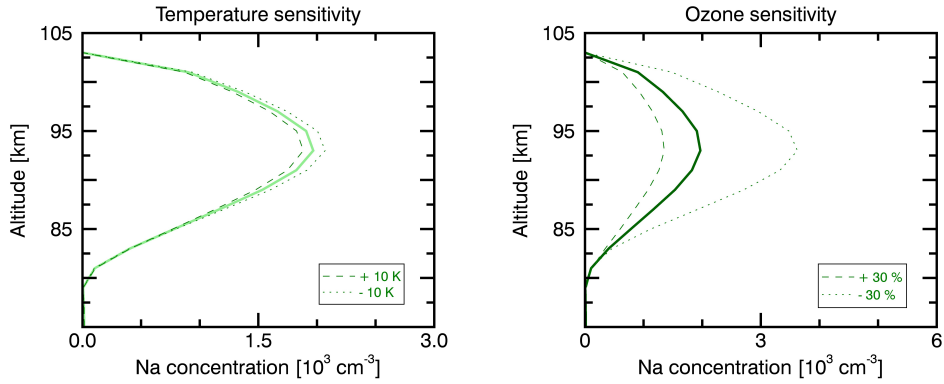 Temperature sensitivity
105
95
85
Altitude [km]
+ 10 K
- 10 K
0.0 1.5 3.0
Na concentration [10³ cm⁻³]
Ozone sensitivity
105
95
85
Altitude [km]
+ 30 %
- 30 %
0 3 6
Na concentration [10³ cm⁻³]